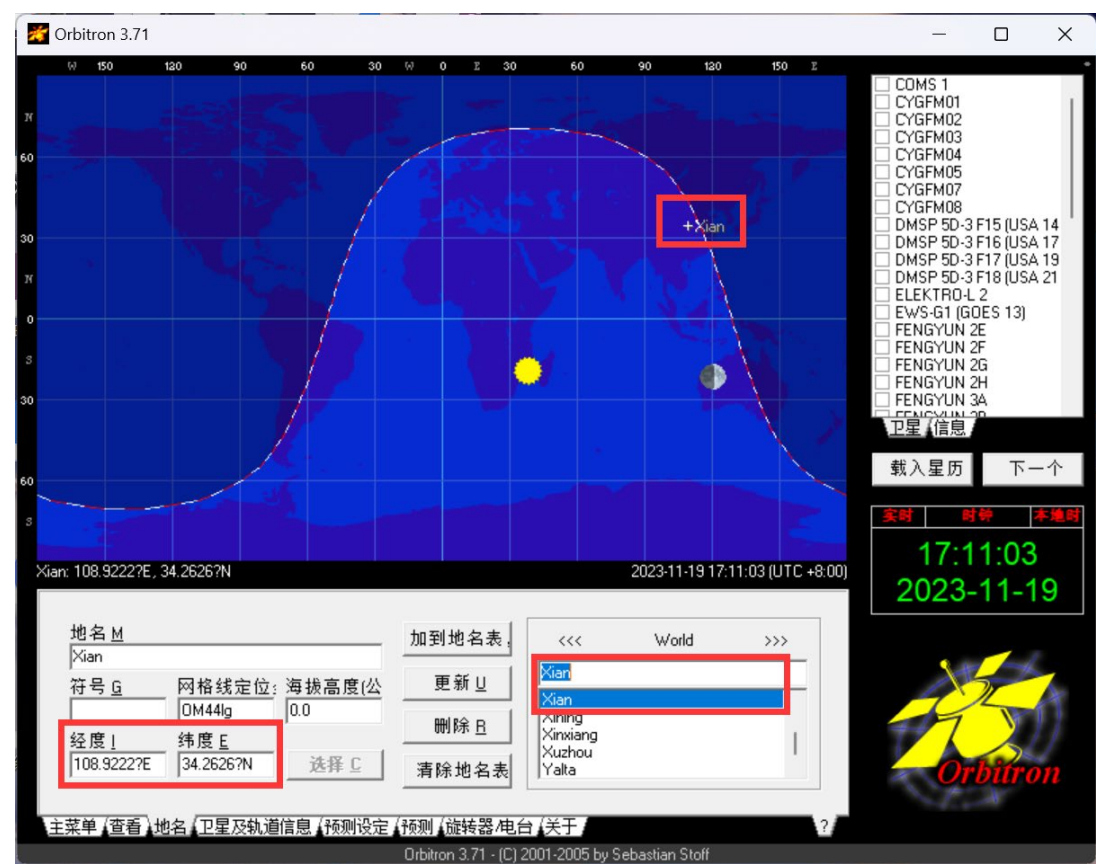 Orbitron 3.71
W 150 120 90 60 30 W 0 E 30 60 90 120 150 E
N
60
30
N
0
S
30
60
S
Xian
Xian: 108.9222?E, 34.2626?N
2023-11-19 17:11:03 (UTC +8:00)
COMS 1
CYGFM01
CYGFM02
CYGFM03
CYGFM04
CYGFM05
CYGFM07
CYGFM08
DMSP 5D-3 F15 (USA 14
DMSP 5D-3 F16 (USA 17
DMSP 5D-3 F17 (USA 19
DMSP 5D-3 F18 (USA 21
ELEKTRO-L 2
EWS-G1 (GOES 13)
FENGYUN 2E
FENGYUN 2F
FENGYUN 2G
FENGYUN 2H
FENGYUN 3A
卫星 信息
载入星历 下一个
实时 时钟 本地时
17:11:03
2023-11-19
Orbitron
地名 M
Xian
符号 G 网格线定位: 海拔高度(公
OM44lg 0.0
经度 I 纬度 E
108.9222?E 34.2626?N 选择 C
加到地名表,
更新 U
删除 R
清除地名表
<<< World >>>
Xian
Xian
Xining
Xinxiang
Xuzhou
Yalta
主菜单 查看 地名 卫星及轨道信息 预测设定 预测 旋转器/电台 关于 ?
Orbitron 3.71 - (C) 2001-2005 by Sebastian Stoff